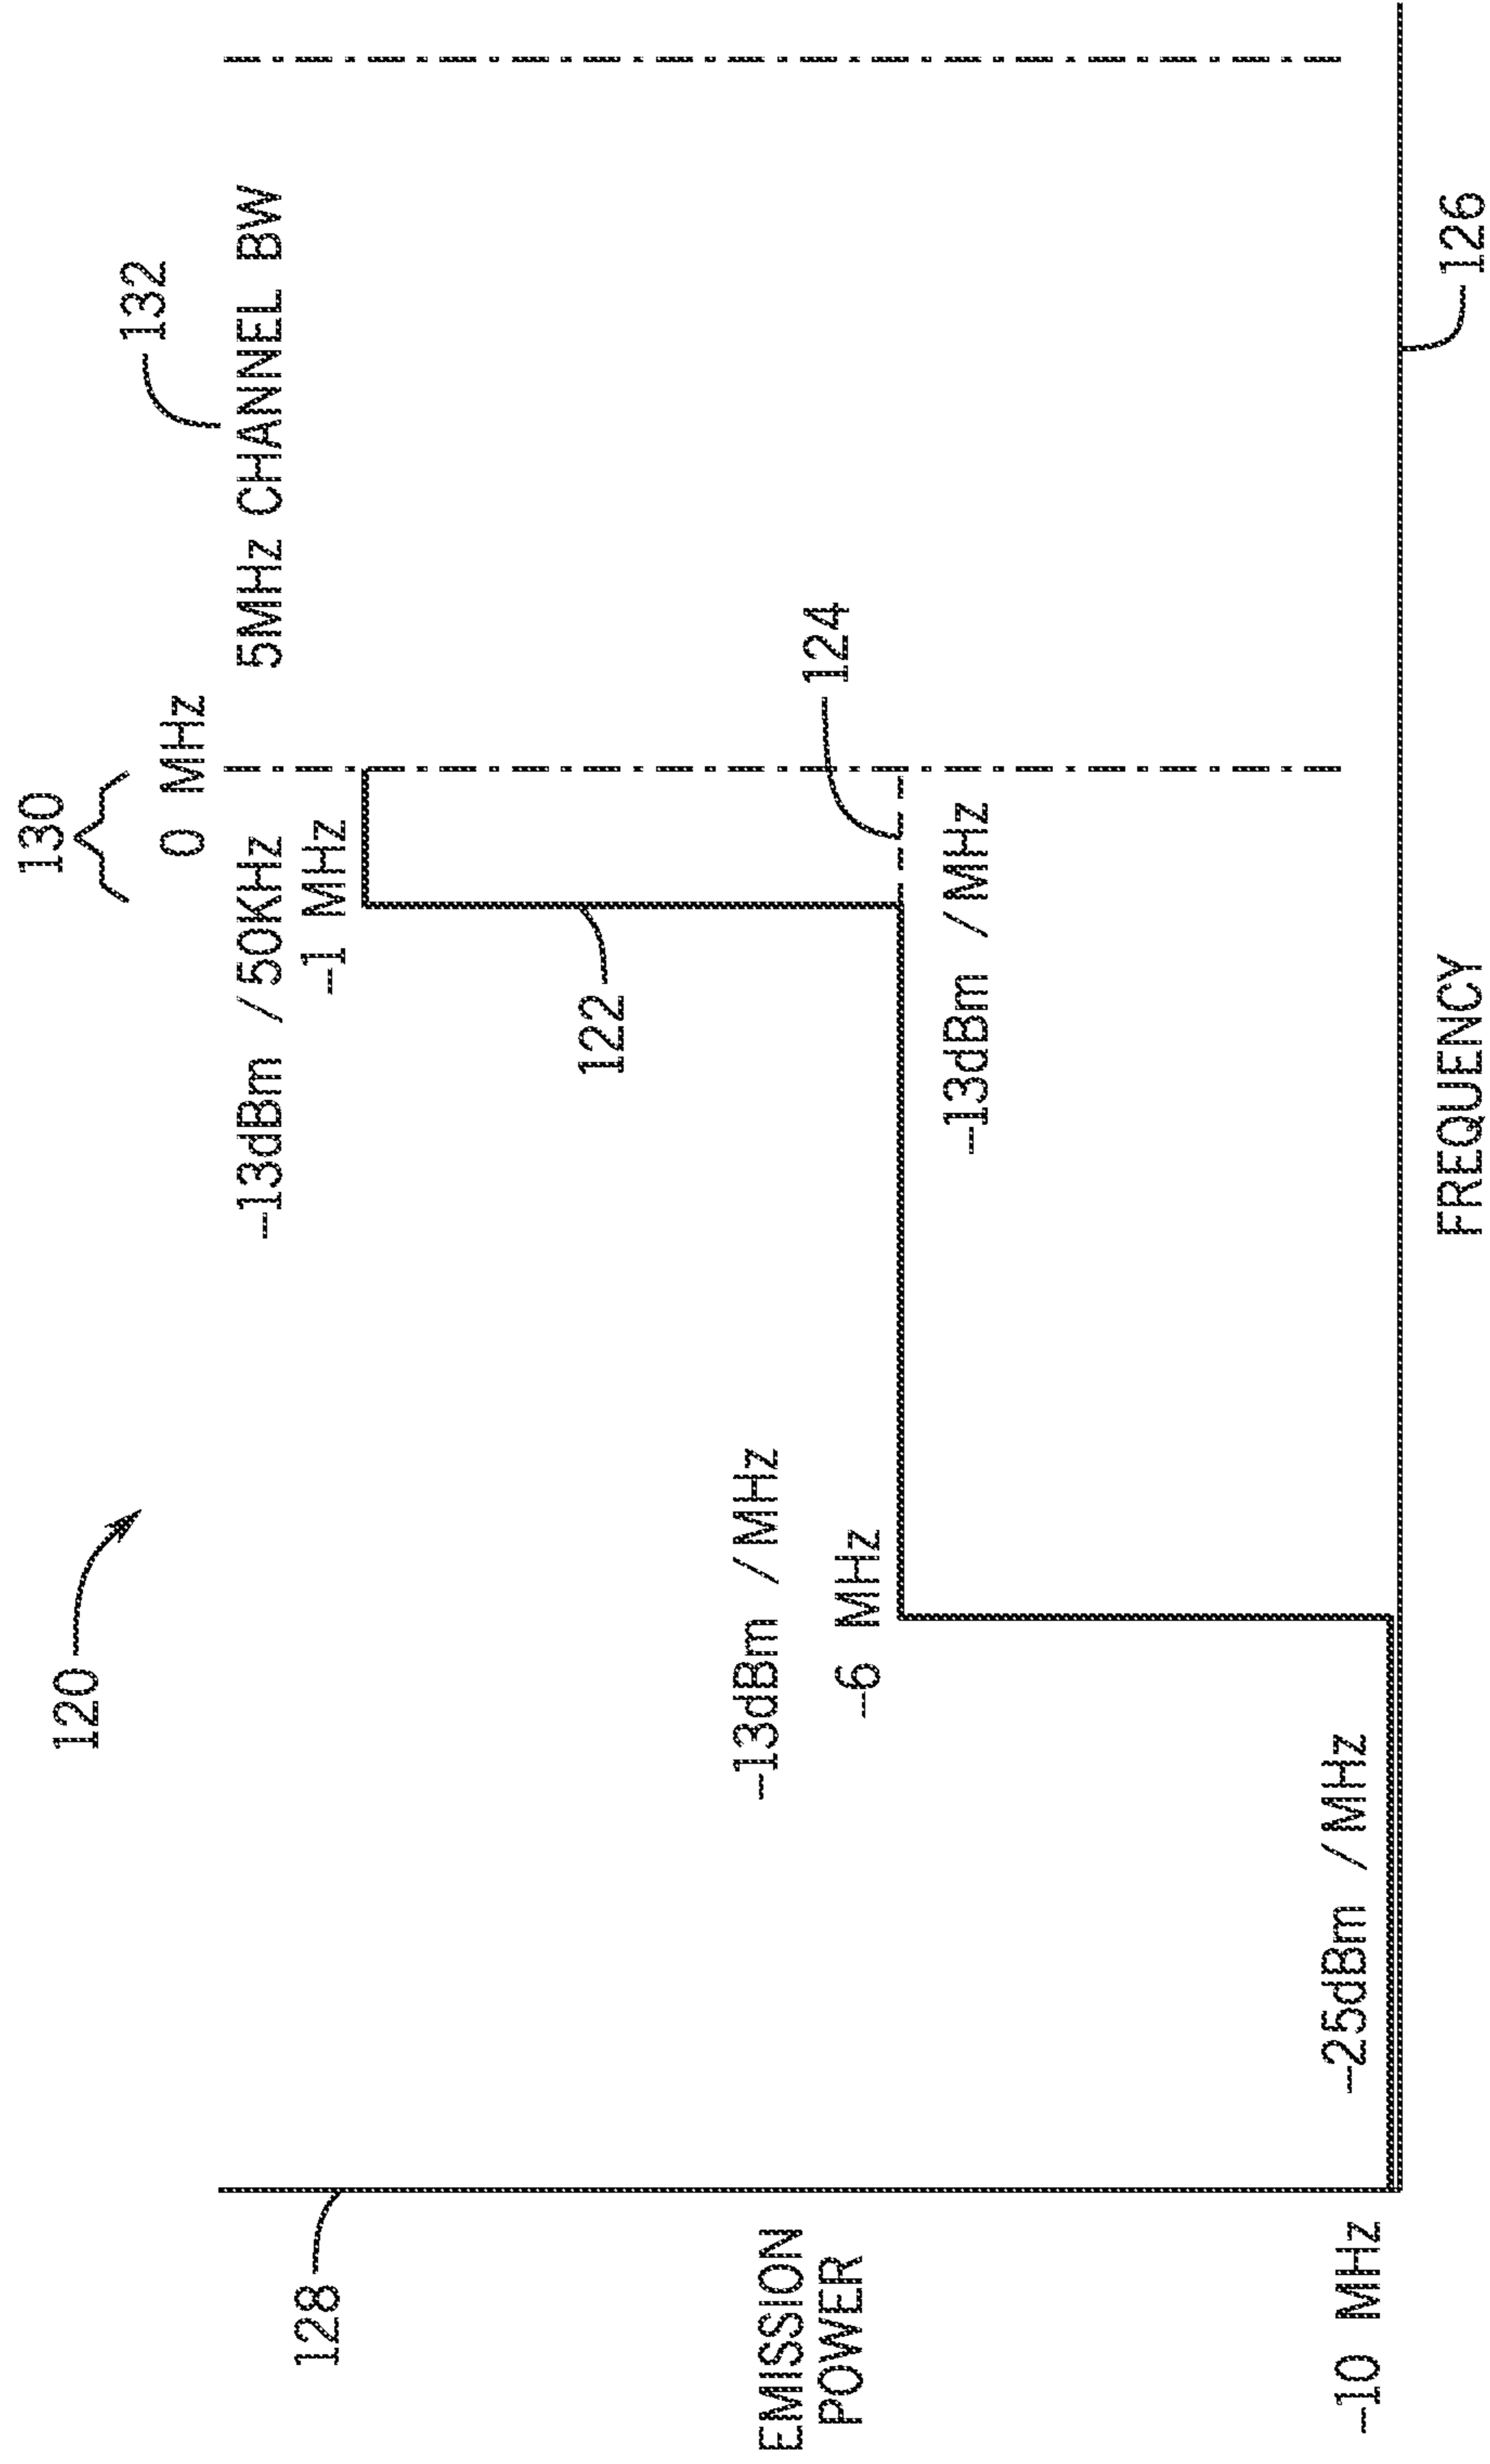 130
132
120
0 MHz
–13dBm / 50KHz
5MHz CHANNEL BW
–1 MHz
128
122
–13dBm / MHz
124
EMISSION
POWER
–6 MHz
–13dBm / MHz
–25dBm / MHz
–10 MHz
126
FREQUENCY